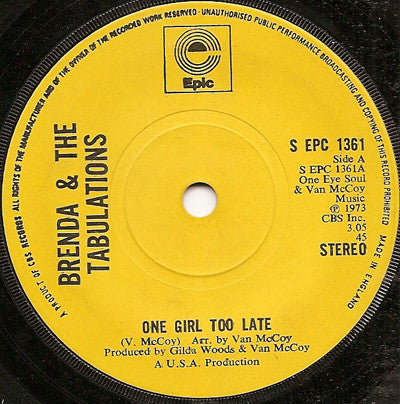 ALL RIGHTS OF THE MANUFACTURER AND OF THE OWNER OF THE RECORDED WORK RESERVED - UNAUTHORISED PUBLIC PERFORMANCE BROADCASTING AND COPYING OF THIS RECORD PROHIBITED
MADE IN ENGLAND
A PRODUCT OF CBS RECORDS
Epic
BRENDA & THE
TABULATIONS
S EPC 1361
Side A
S EPC 1361A
One Eye Soul
& Van McCoy
Music
℗ 1973
CBS Inc.
3.05
45
STEREO
ONE GIRL TOO LATE
(V. McCoy) Arr. by Van McCoy
Produced by Gilda Woods & Van McCoy
A U.S.A. Production